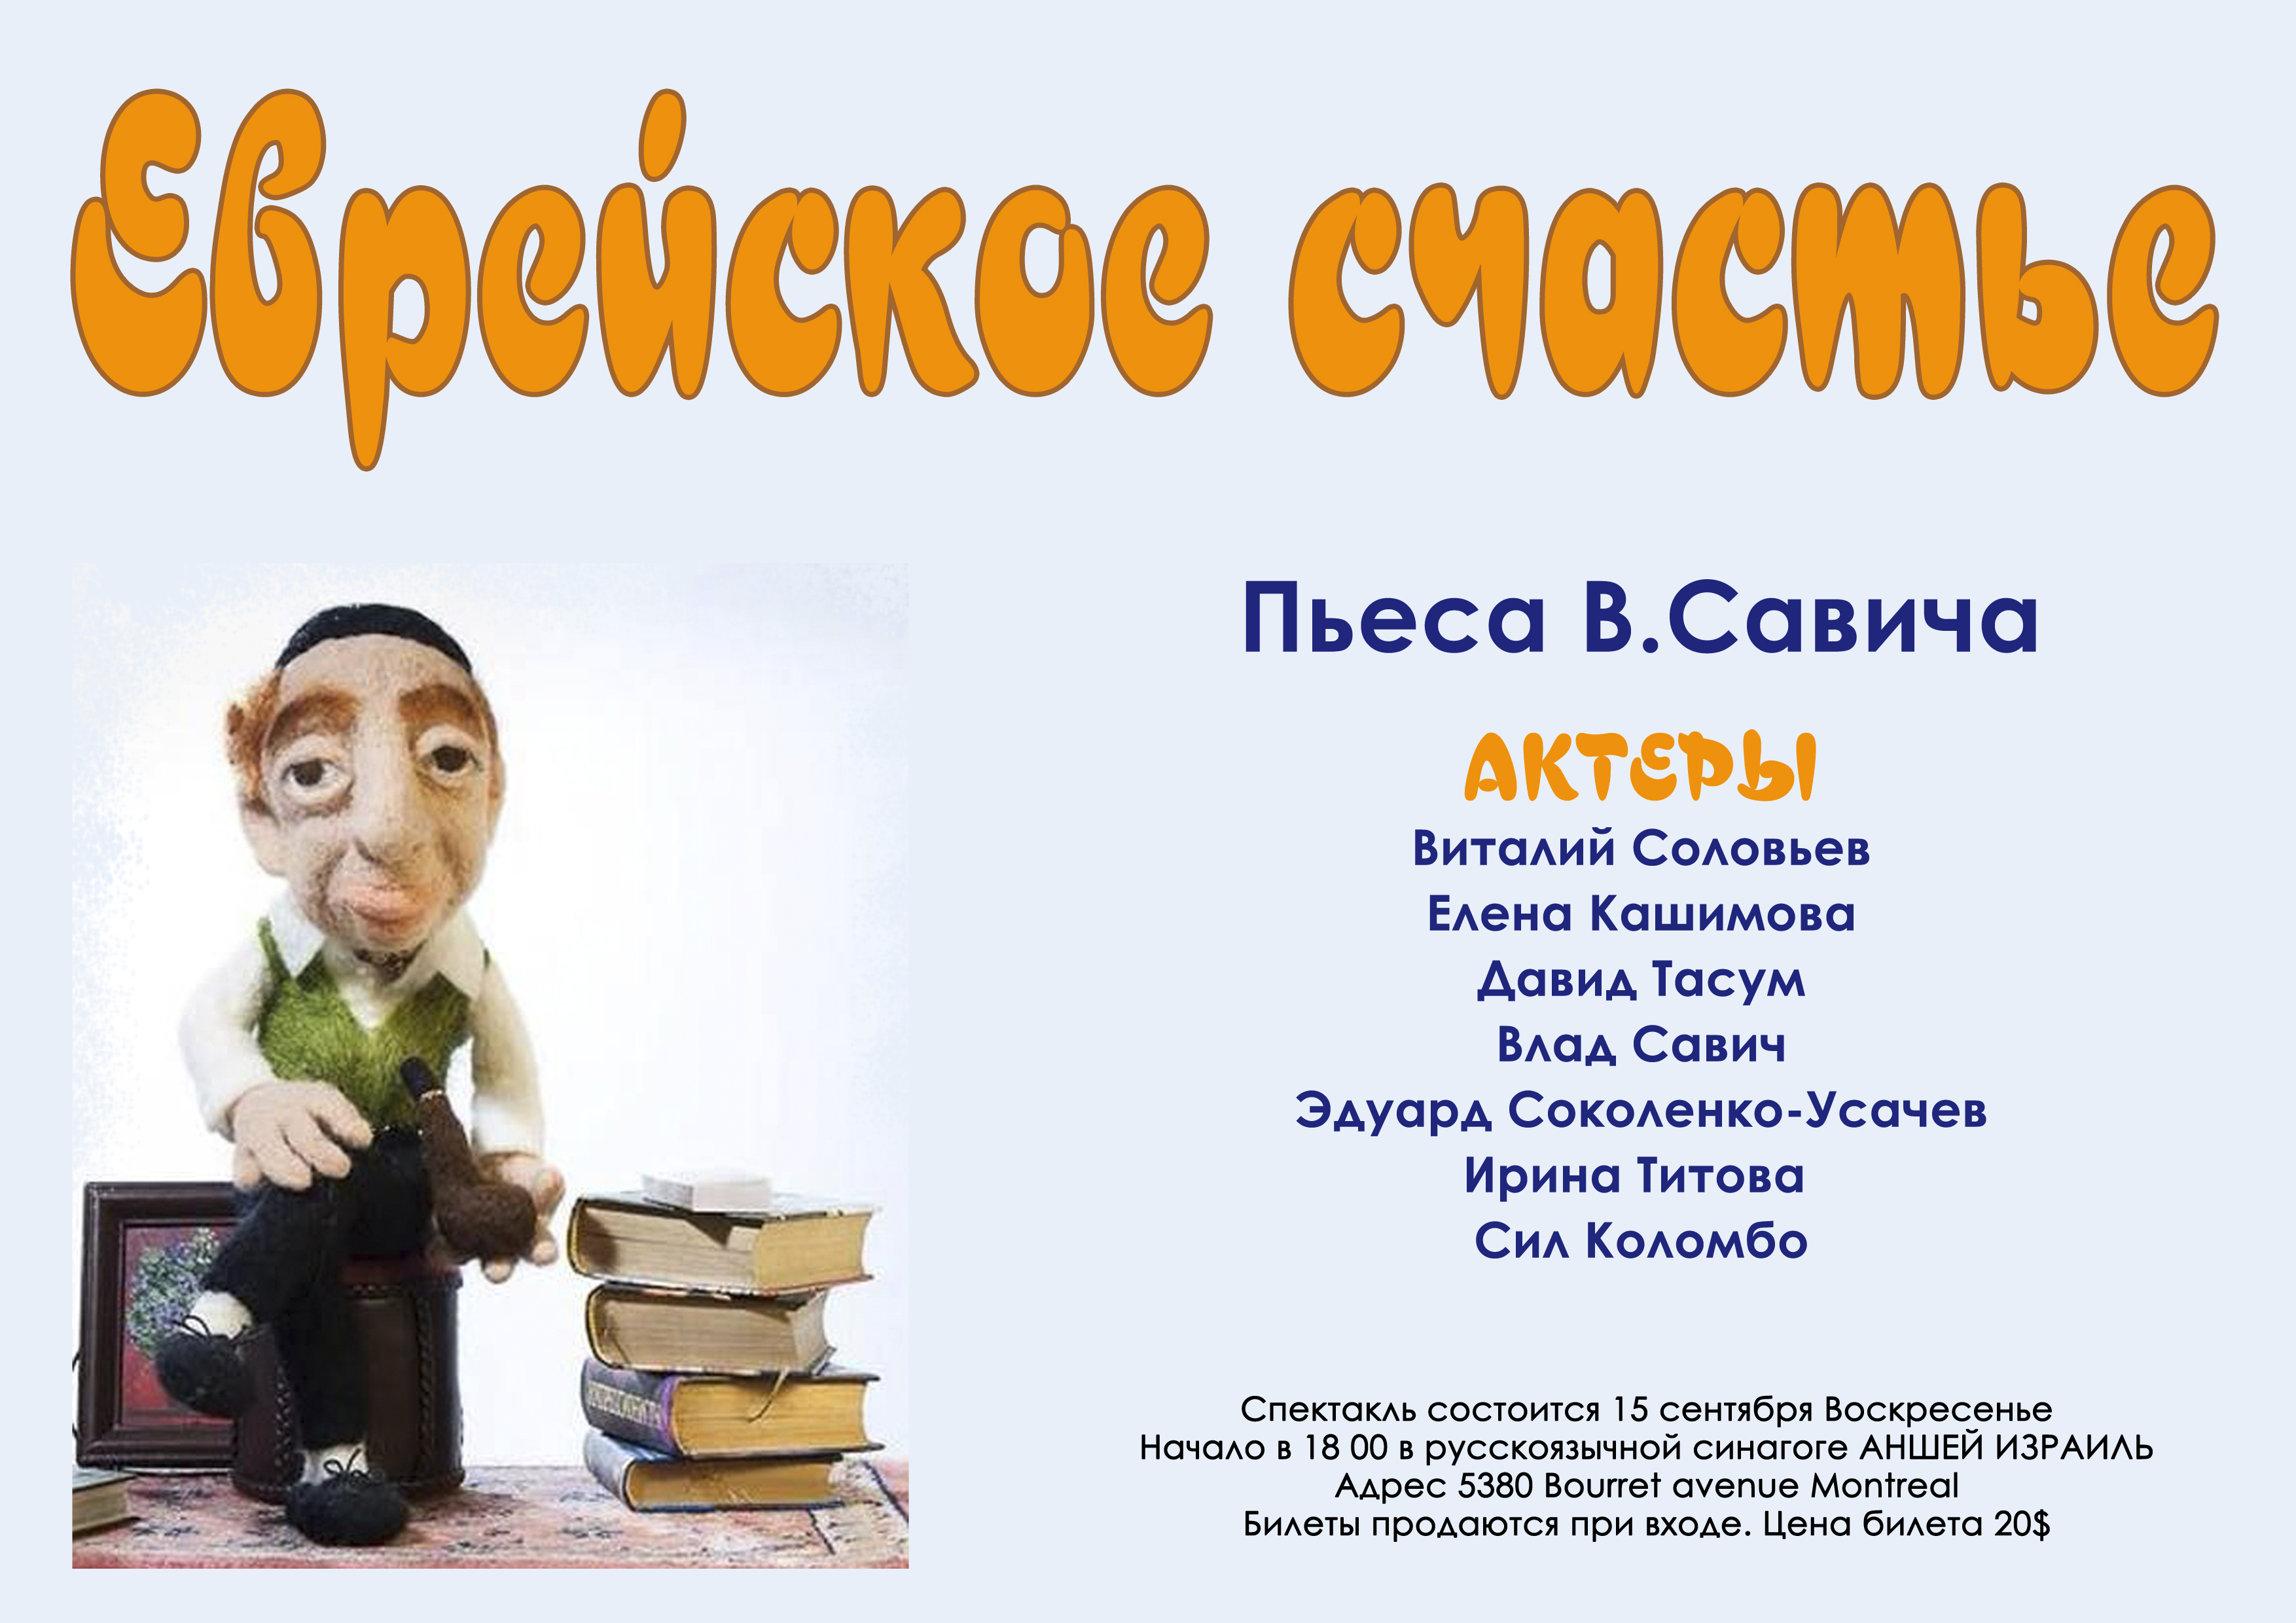 Еврейское счастье
Пьеса В.Савича
АКТЕРЫ
Виталий Соловьев
Елена Кашимова
Давид Тасум
Влад Савич
Эдуард Соколенко-Усачев
Ирина Титова
Сил Коломбо
Спектакль состоится 15 сентября Воскресенье
Начало в 18 00 в русскоязычной синагоге АНШЕЙ ИЗРАИЛЬ
Адрес 5380 Bourret avenue Montreal
Билеты продаются при входе. Цена билета 20$